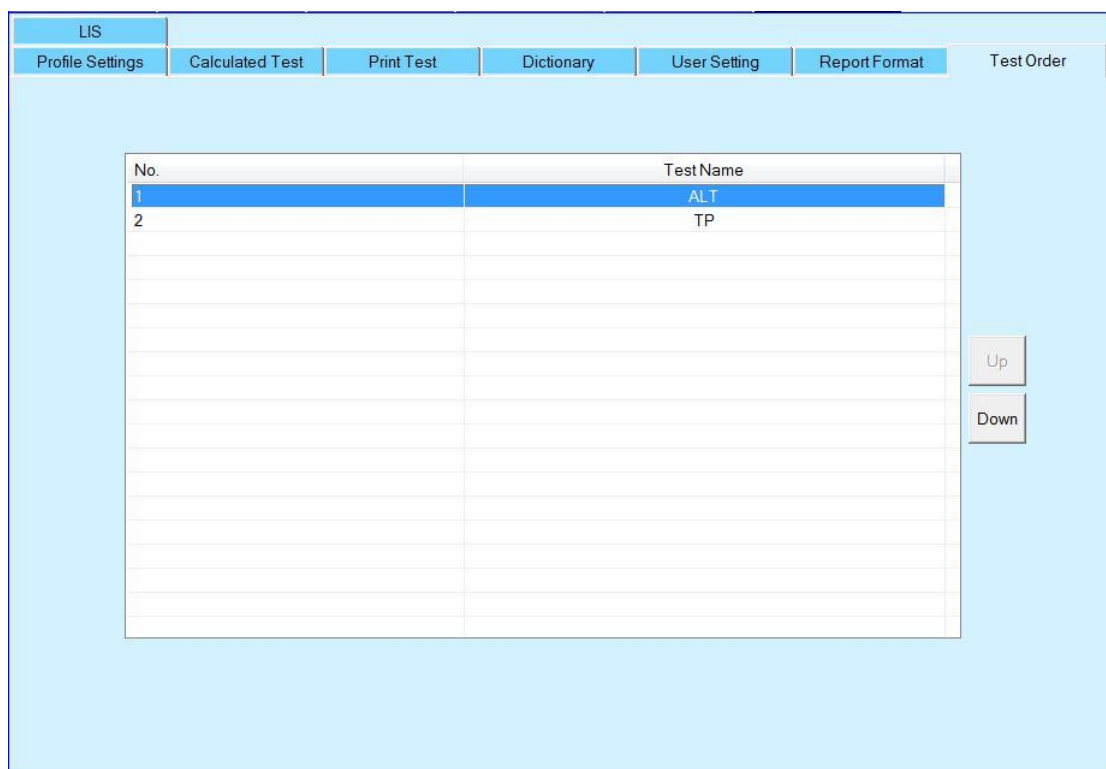 LIS
Profile Settings Calculated Test Print Test Dictionary User Setting Report Format Test Order
No. Test Name
1 ALT
2 TP
Up
Down